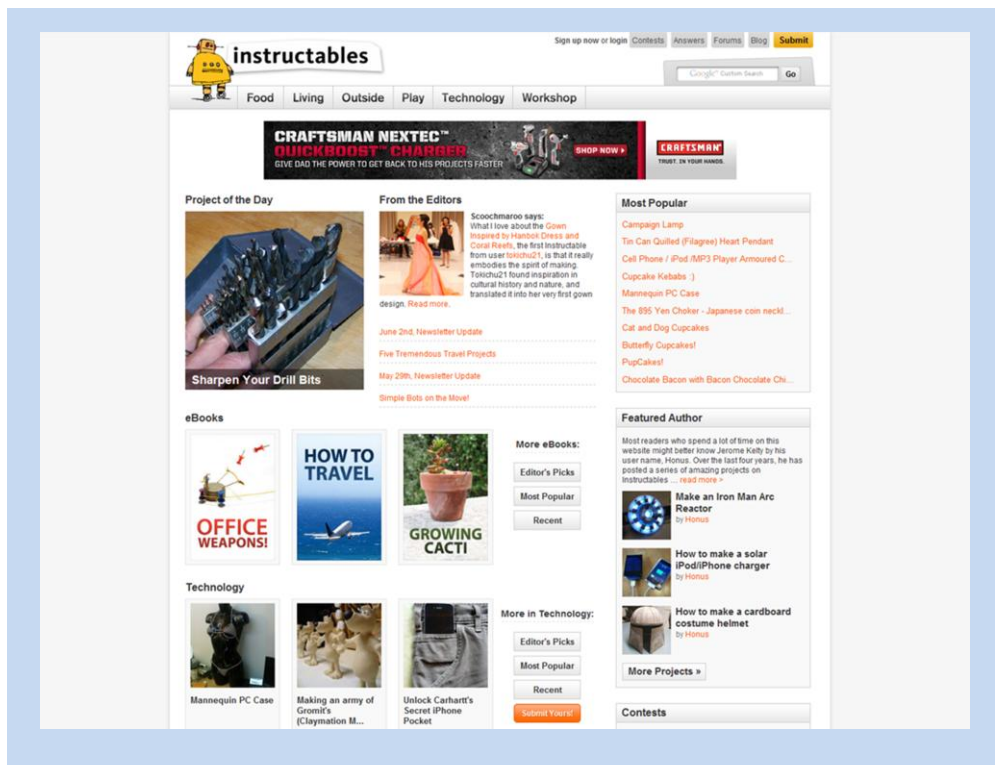 instructables
Sign up now or login Contests Answers Forums Blog Submit
Google™ Custom Search Go
Food Living Outside Play Technology Workshop
CRAFTSMAN NEXTEC™
QUICKBOOST™ CHARGER
GIVE DAD THE POWER TO GET BACK TO HIS PROJECTS FASTER
SHOP NOW
CRAFTSMAN
TRUST. IN YOUR HANDS.
Project of the Day
Sharpen Your Drill Bits
From the Editors
Scoochmaroo says:
What I love about the Gown
Inspired by Hanbok Dress and
Coral Reefs, the first Instructable
from user tokichu21, is that it really
embodies the spirit of making.
Tokichu21 found inspiration in
cultural history and nature, and
translated it into her very first gown
design. Read more.
June 2nd, Newsletter Update
Five Tremendous Travel Projects
May 29th, Newsletter Update
Simple Bots on the Move!
Most Popular
Campaign Lamp
Tin Can Quilled (Filagree) Heart Pendant
Cell Phone / iPod /MP3 Player Armoured C...
Cupcake Kebabs :)
Mannequin PC Case
The 895 Yen Choker - Japanese coin neckl...
Cat and Dog Cupcakes
Butterfly Cupcakes!
PupCakes!
Chocolate Bacon with Bacon Chocolate Chi...
eBooks
OFFICE
WEAPONS!
HOW TO
TRAVEL
GROWING
CACTI
More eBooks:
Editor's Picks
Most Popular
Recent
Featured Author
Most readers who spend a lot of time on this
website might better know Jerome Kelty by his
user name, Honus. Over the last four years, he has
posted a series of amazing projects on
Instructables ... read more >
Make an Iron Man Arc
Reactor
by Honus
How to make a solar
iPod/iPhone charger
by Honus
How to make a cardboard
costume helmet
by Honus
More Projects »
Technology
Mannequin PC Case
Making an army of
Gromit's
(Claymation M...
Unlock Carhartt's
Secret iPhone
Pocket
More in Technology:
Editor's Picks
Most Popular
Recent
Submit Yours!
Contests